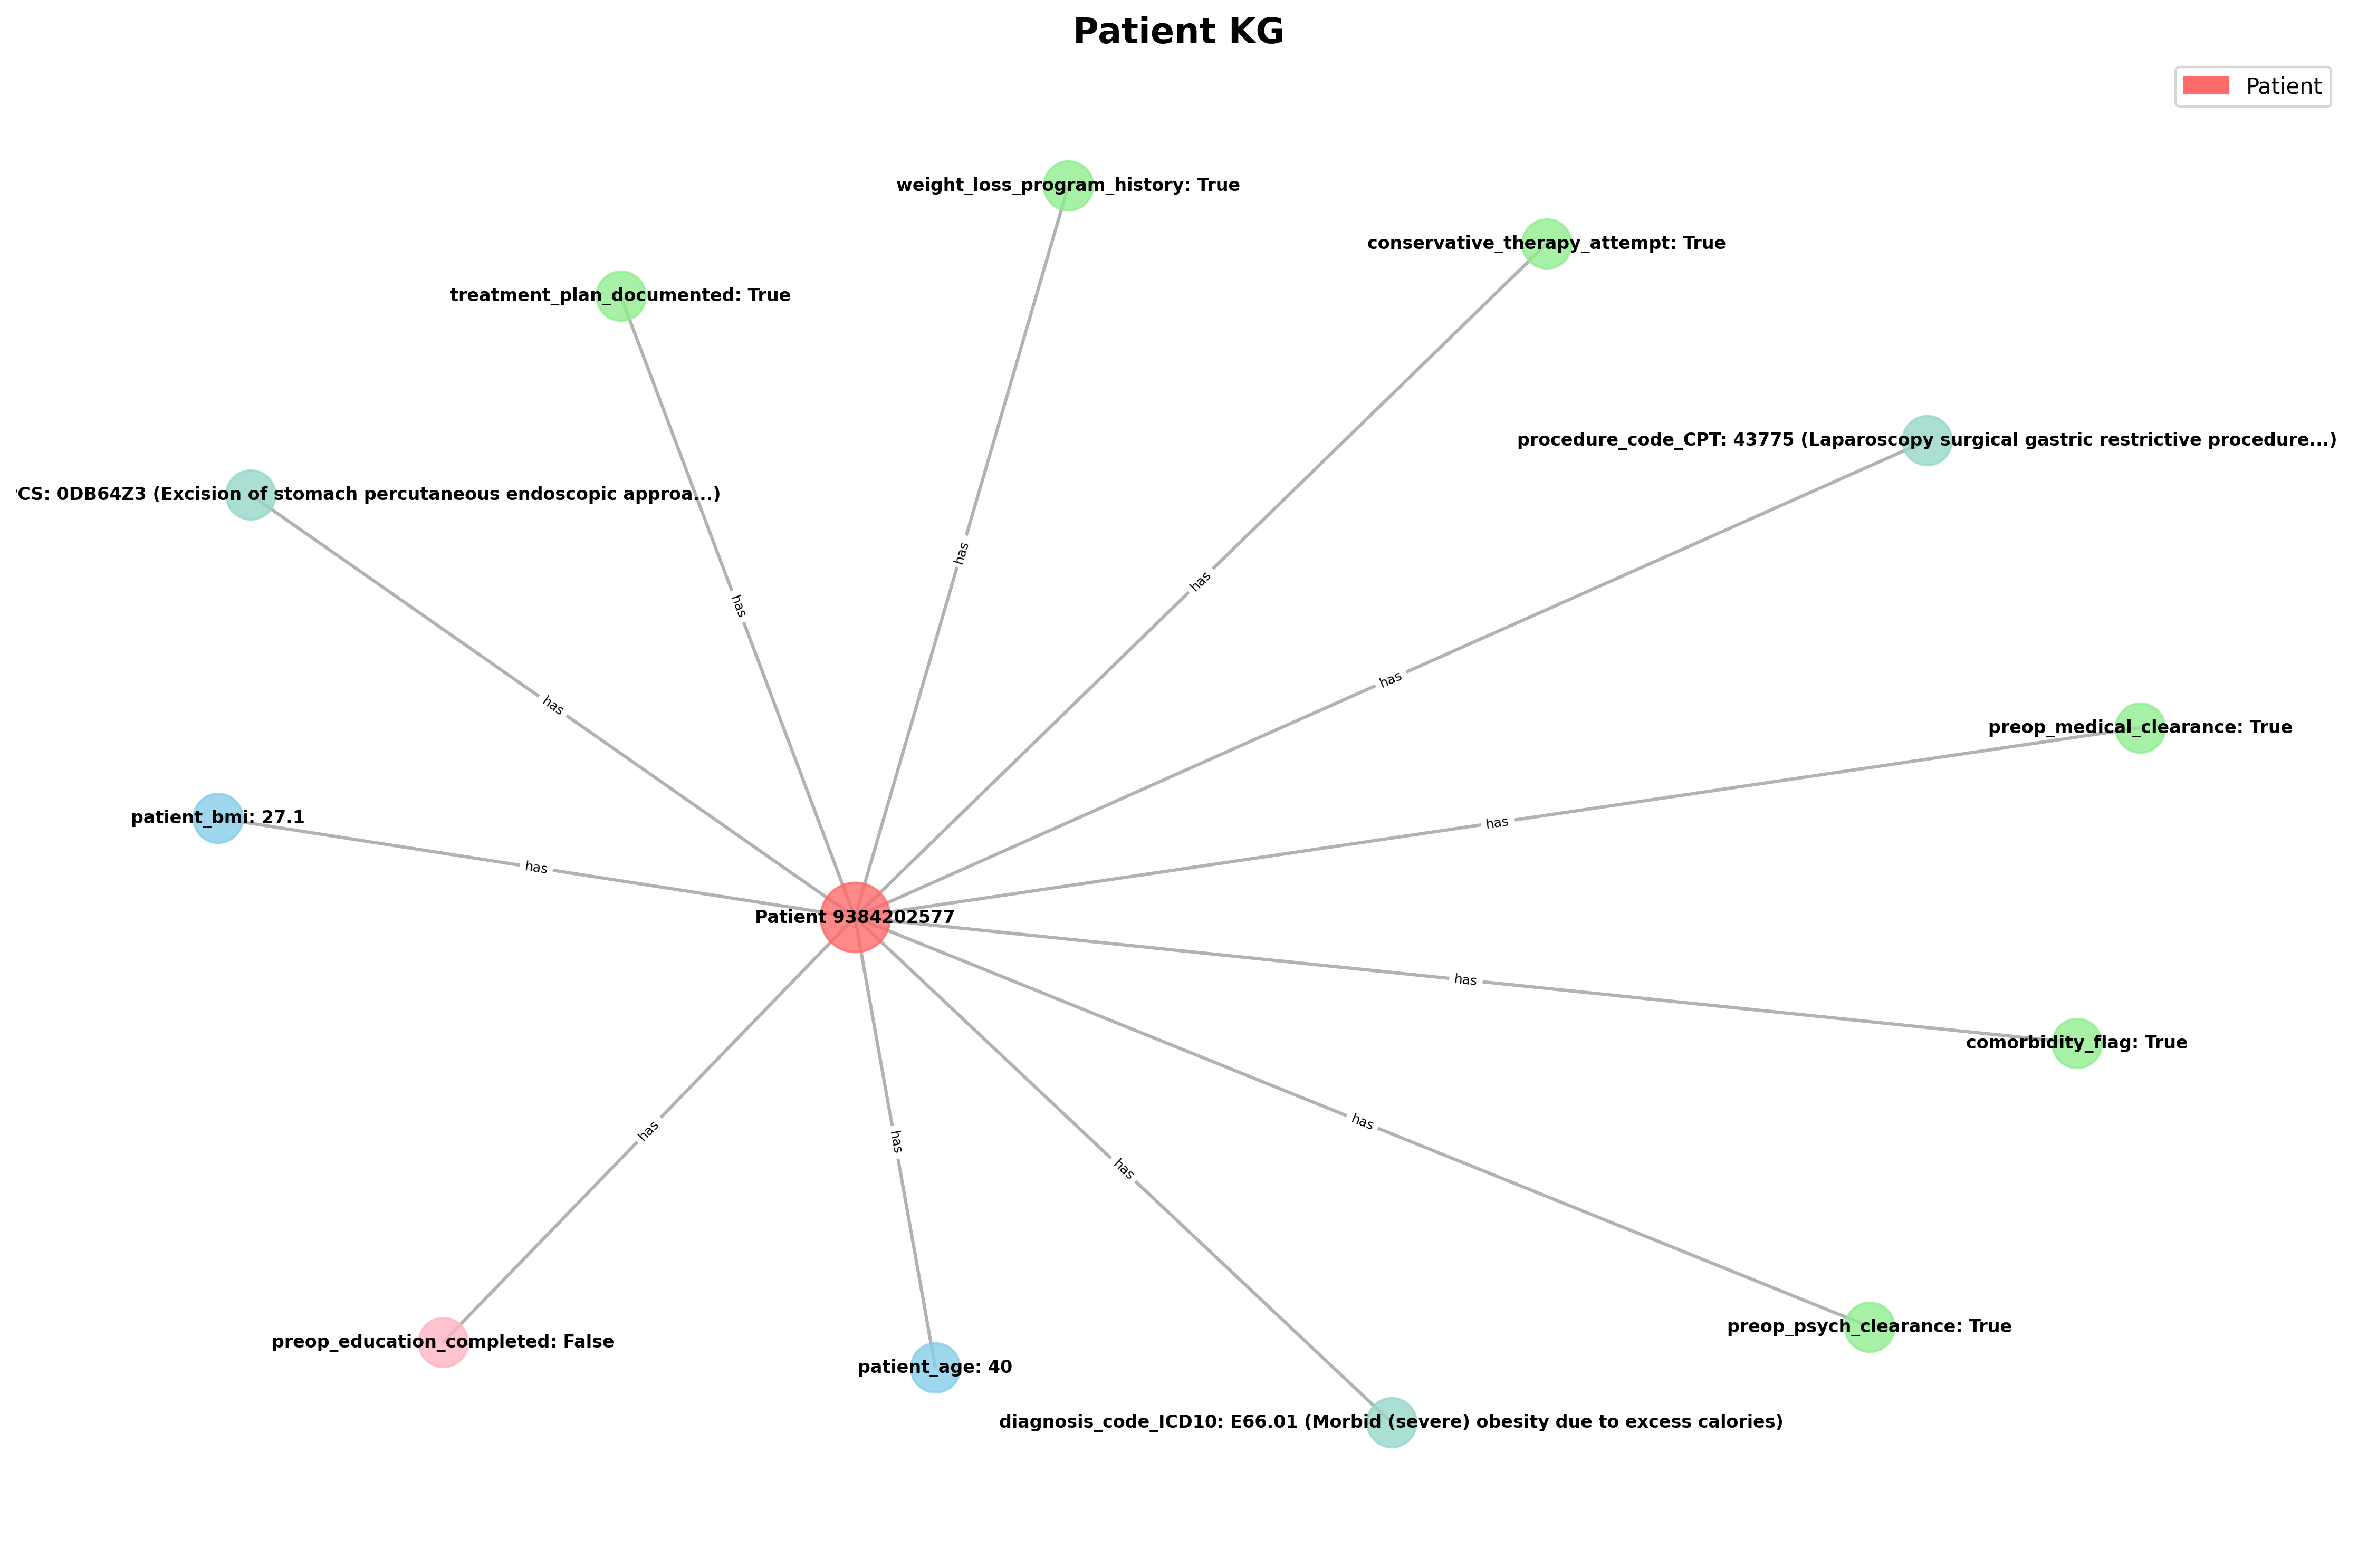 Patient KG
Patient
weight_loss_program_history: True
conservative_therapy_attempt: True
treatment_plan_documented: True
procedure_code_CPT: 43775 (Laparoscopy surgical gastric restrictive procedure...)
CS: 0DB64Z3 (Excision of stomach percutaneous endoscopic approa...)
has
has
has
has
has
preop_medical_clearance: True
has
patient_bmi: 27.1
has
Patient 9384202577
has
comorbidity_flag: True
has
has
has
has
preop_psych_clearance: True
preop_education_completed: False
patient_age: 40
diagnosis_code_ICD10: E66.01 (Morbid (severe) obesity due to excess calories)